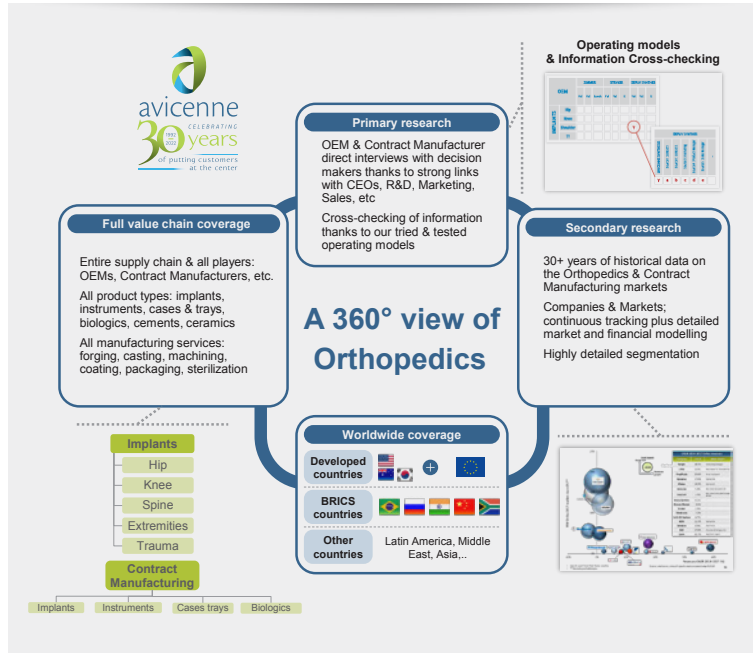 avicenne
CELEBRATING
30 years
1992
2022
of putting customers
at the center
Operating models
& Information Cross-checking
OEM
IMPLANTS
Hip
Knee
Primary research
OEM & Contract Manufacturer
direct interviews with decision
makers thanks to strong links
with CEOs, R&D, Marketing,
Sales, etc
Cross-checking of information
thanks to our tried & tested
operating models
Full value chain coverage
Entire supply chain & all players:
OEMs, Contract Manufacturers, etc.
All product types: implants,
instruments, cases & trays,
biologics, cements, ceramics
All manufacturing services:
forging, casting, machining,
coating, packaging, sterilization
Secondary research
30+ years of historical data on
the Orthopedics & Contract
Manufacturing markets
Companies & Markets;
continuous tracking plus detailed
market and financial modelling
Highly detailed segmentation
A 360° view of
Orthopedics
Worldwide coverage
Developed
countries
BRICS
countries
Other
countries
Latin America, Middle
East, Asia,..
Implants
Hip
Knee
Spine
Extremities
Trauma
Contract
Manufacturing
Implants
Instruments
Cases trays
Biologics